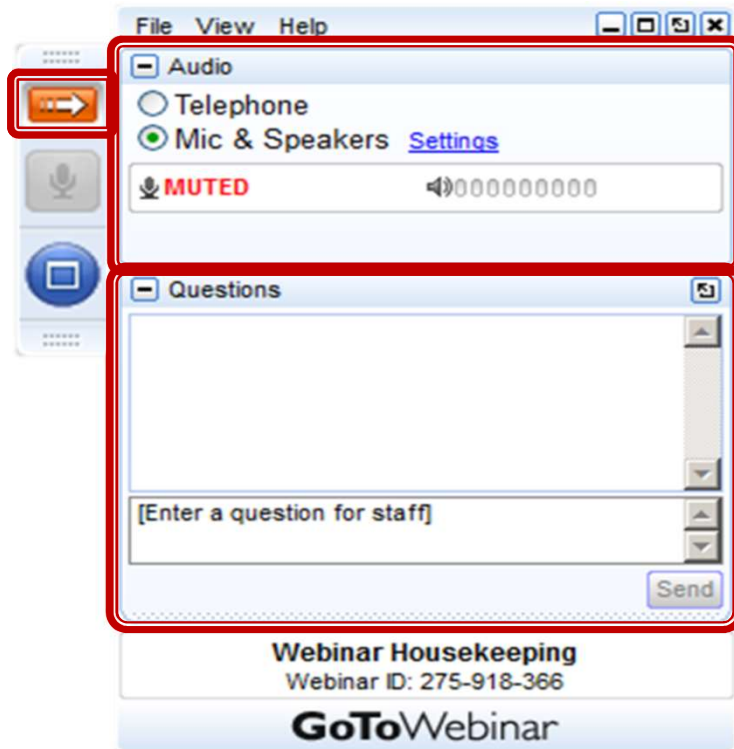 File View Help
Audio
Telephone
Mic & Speakers Settings
MUTED
Questions
[Enter a question for staff]
Send
Webinar Housekeeping
Webinar ID: 275-918-366
GoToWebinar